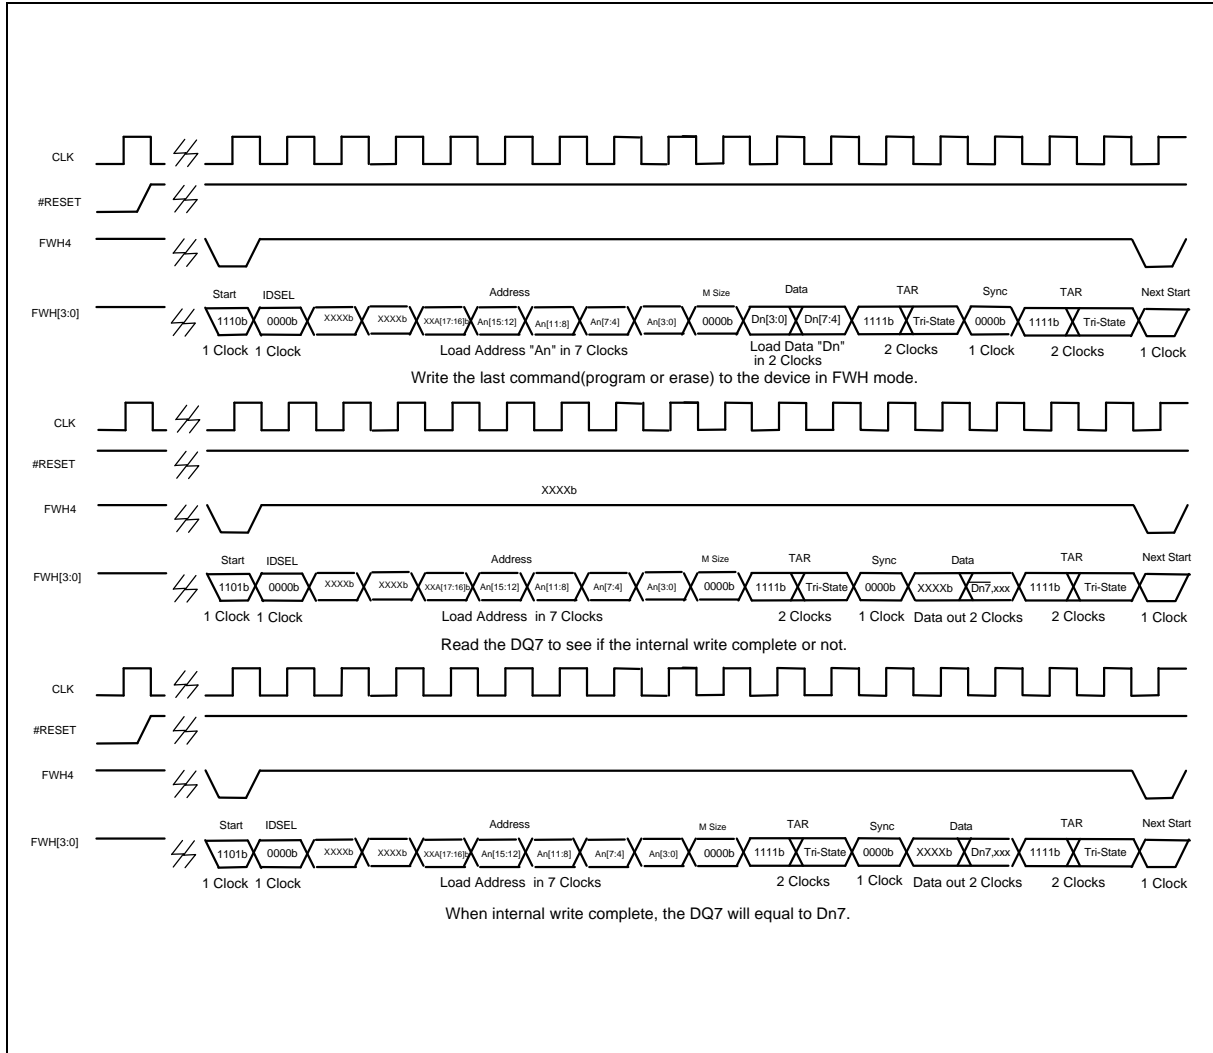 CLK
#RESET
FWH4
Start IDSEL Address M Size Data TAR Sync TAR Next Start
FWH[3:0] 1110b 0000b XXXXb XXXXb XXA[17:16]b An[15:12] An[11:8] An[7:4] An[3:0] 0000b Dn[3:0] Dn[7:4] 1111b Tri-State 0000b 1111b Tri-State
1 Clock 1 Clock Load Address "An" in 7 Clocks Load Data "Dn" 2 Clocks 1 Clock 2 Clocks 1 Clock
in 2 Clocks
Write the last command(program or erase) to the device in FWH mode.
CLK
#RESET
XXXXb
FWH4
Start IDSEL Address M Size TAR Sync Data TAR Next Start
FWH[3:0] 1101b 0000b XXXXb XXXXb XXA[17:16]b An[15:12] An[11:8] An[7:4] An[3:0] 0000b 1111b Tri-State 0000b XXXXb Dn7,xxx 1111b Tri-State
1 Clock 1 Clock Load Address in 7 Clocks 2 Clocks 1 Clock Data out 2 Clocks 2 Clocks 1 Clock
Read the DQ7 to see if the internal write complete or not.
CLK
#RESET
FWH4
Start IDSEL Address M Size TAR Sync Data TAR Next Start
FWH[3:0] 1101b 0000b XXXXb XXXXb XXA[17:16]b An[15:12] An[11:8] An[7:4] An[3:0] 0000b 1111b Tri-State 0000b XXXXb Dn7,xxx 1111b Tri-State
1 Clock 1 Clock Load Address in 7 Clocks 2 Clocks 1 Clock Data out 2 Clocks 2 Clocks 1 Clock
When internal write complete, the DQ7 will equal to Dn7.